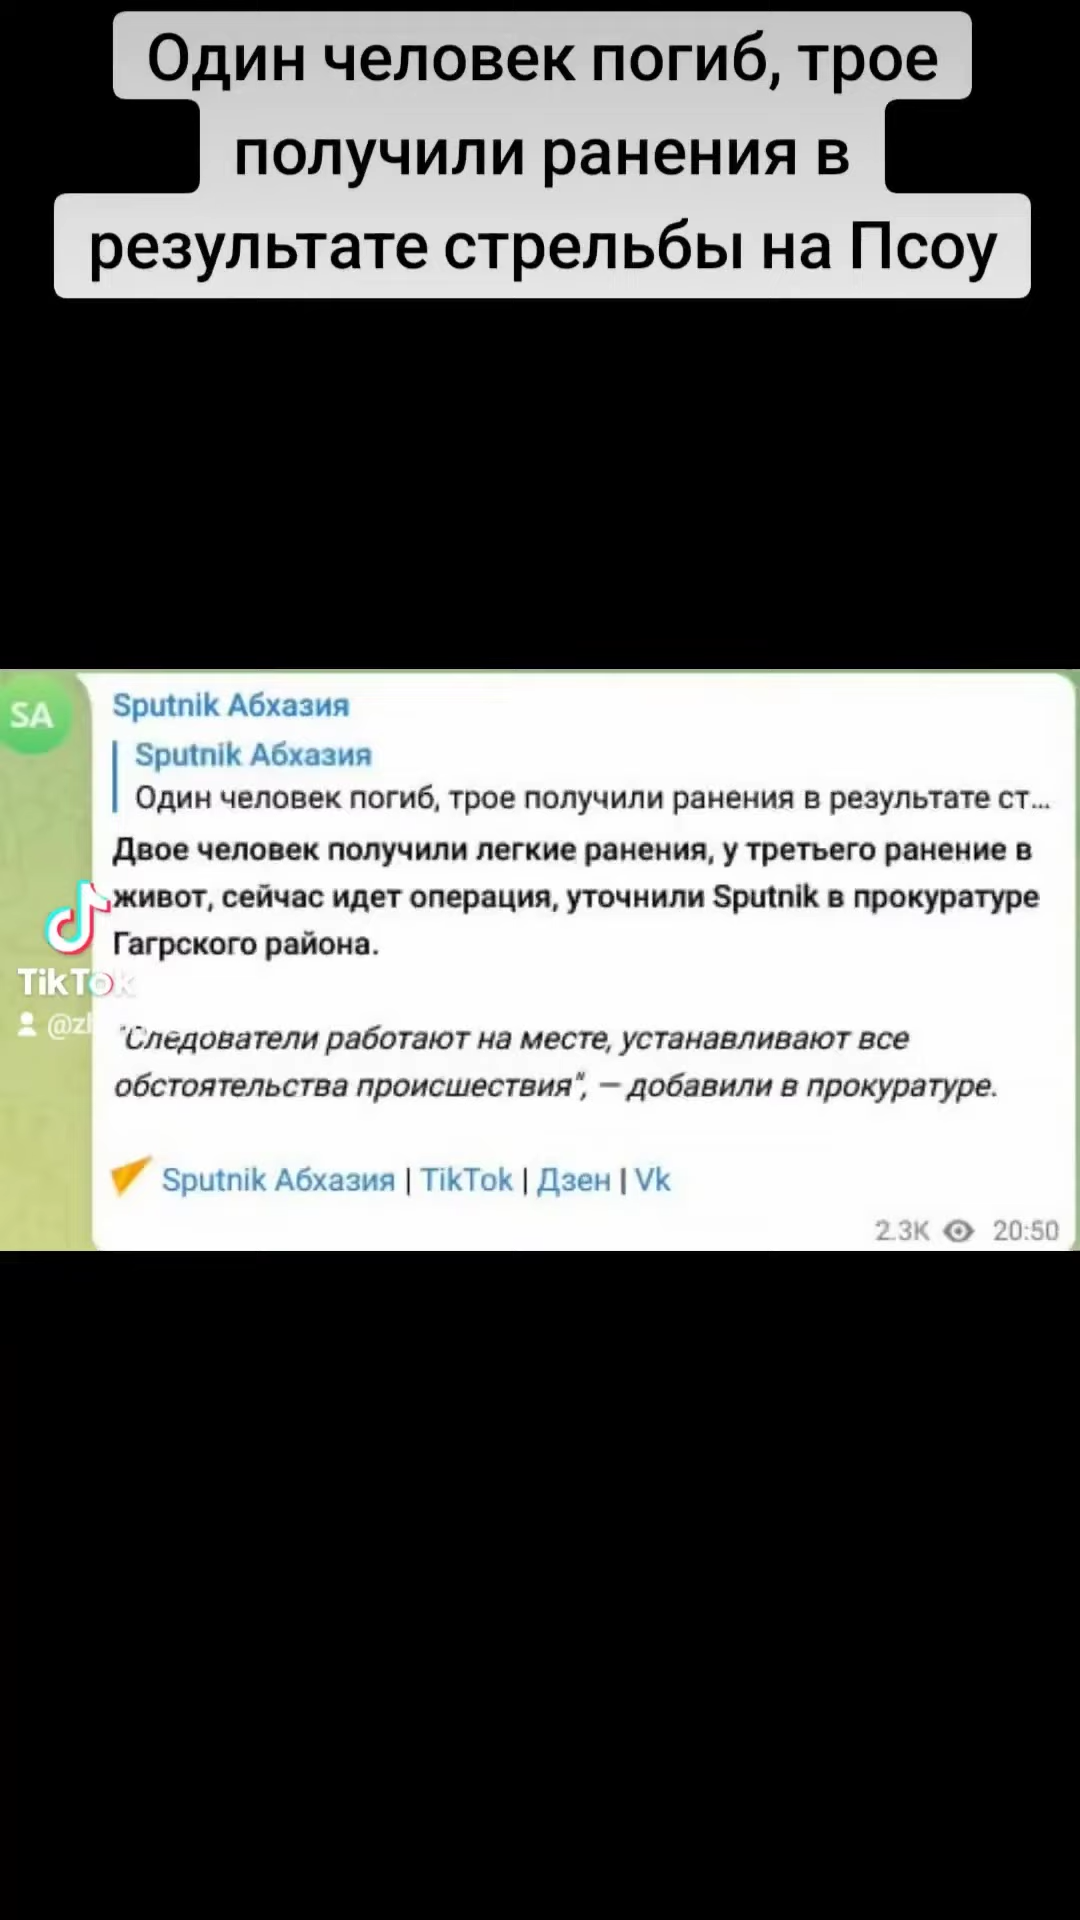 Один человек погиб, трое
получили ранения в
результате стрельбы на Псоу
SA
Sputnik Абхазия
Sputnik Абхазия
Один человек погиб, трое получили ранения в результате ст...
Двое человек получили легкие ранения, у третьего ранение в
живот, сейчас идет операция, уточнили Sputnik в прокуратуре
Гагрского района.
TikTok
"Следователи работают на месте, устанавливают все
обстоятельства происшествия", — добавили в прокуратуре.
Sputnik Абхазия | TikTok | Дзен | Vk
2.3K 20:50